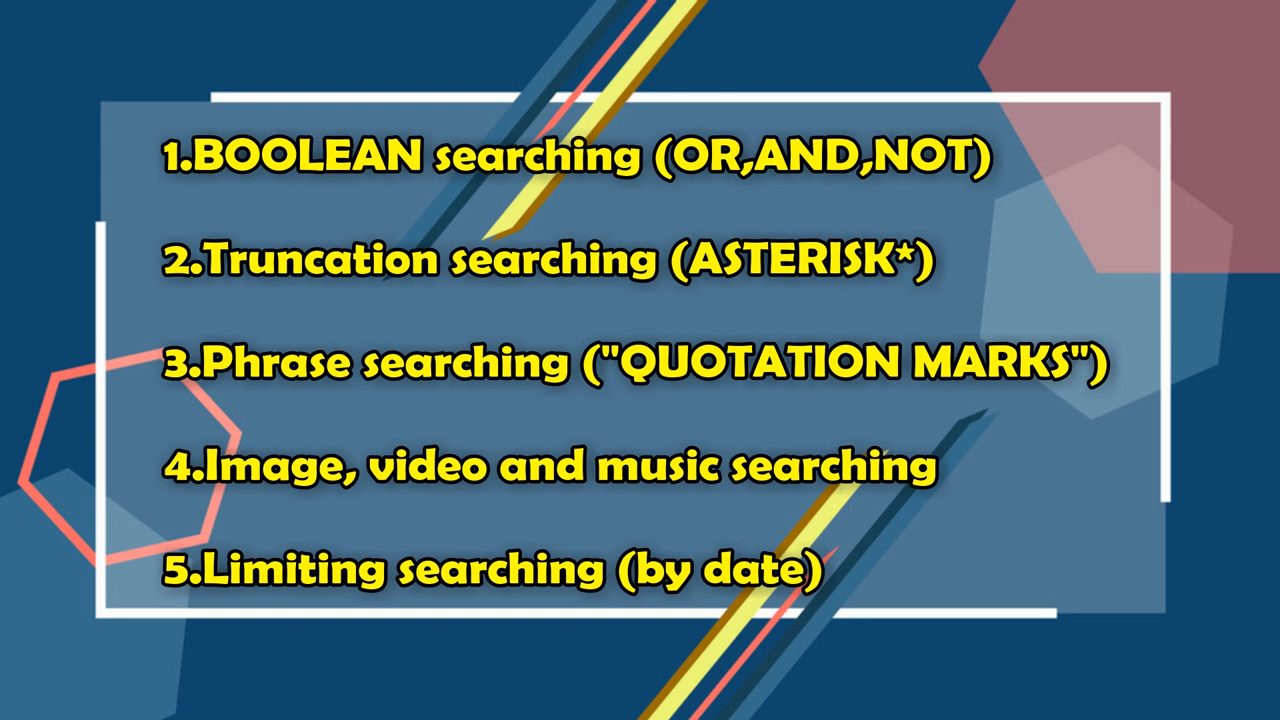 1.BOOLEAN searching (OR,AND,NOT)
2.Truncation searching (ASTERISK*)
3.Phrase searching ("QUOTATION MARKS")
4.Image, video and music searching
5.Limiting searching (by date)